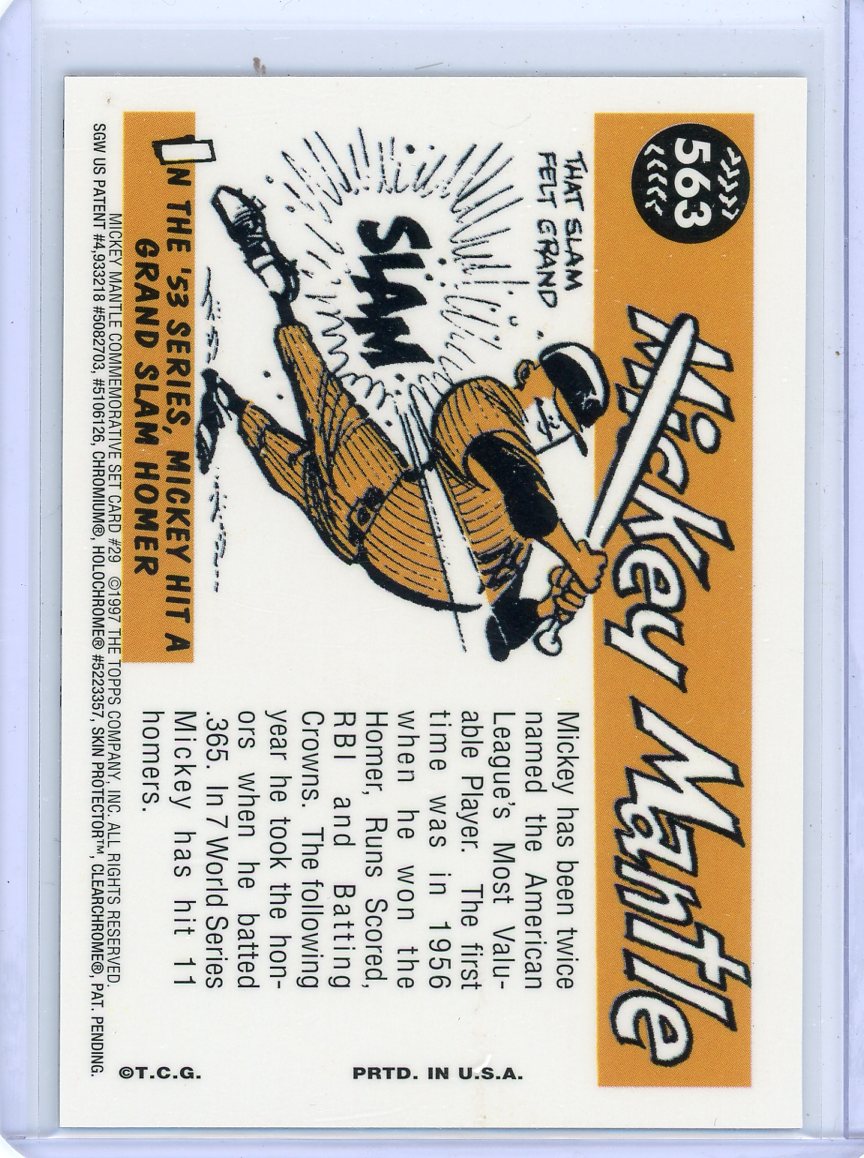 563
Mickey Mantle
THAT SLAM
FELT GRAND
SLAM
IN THE '53 SERIES, MICKEY HIT A
GRAND SLAM HOMER
Mickey has been twice
named the American
League's Most Valu-
able Player. The first
time was in 1956
when he won the
Homer, Runs Scored,
RBI and Batting
Crowns. The following
year he took the hon-
ors when he batted
.365. In 7 World Series
Mickey has hit 11
homers.
PRTD. IN U.S.A.
©T.C.G.
MICKEY MANTLE COMMEMORATIVE SET CARD #29 ©1997 THE TOPPS COMPANY, INC. ALL RIGHTS RESERVED.
SGW US PATENT #4,933218 #5082703, #5106126, CHROMIUM®, HOLOCHROME® #5223357, SKIN PROTECTOR™, CLEARCHROME®, PAT. PENDING.